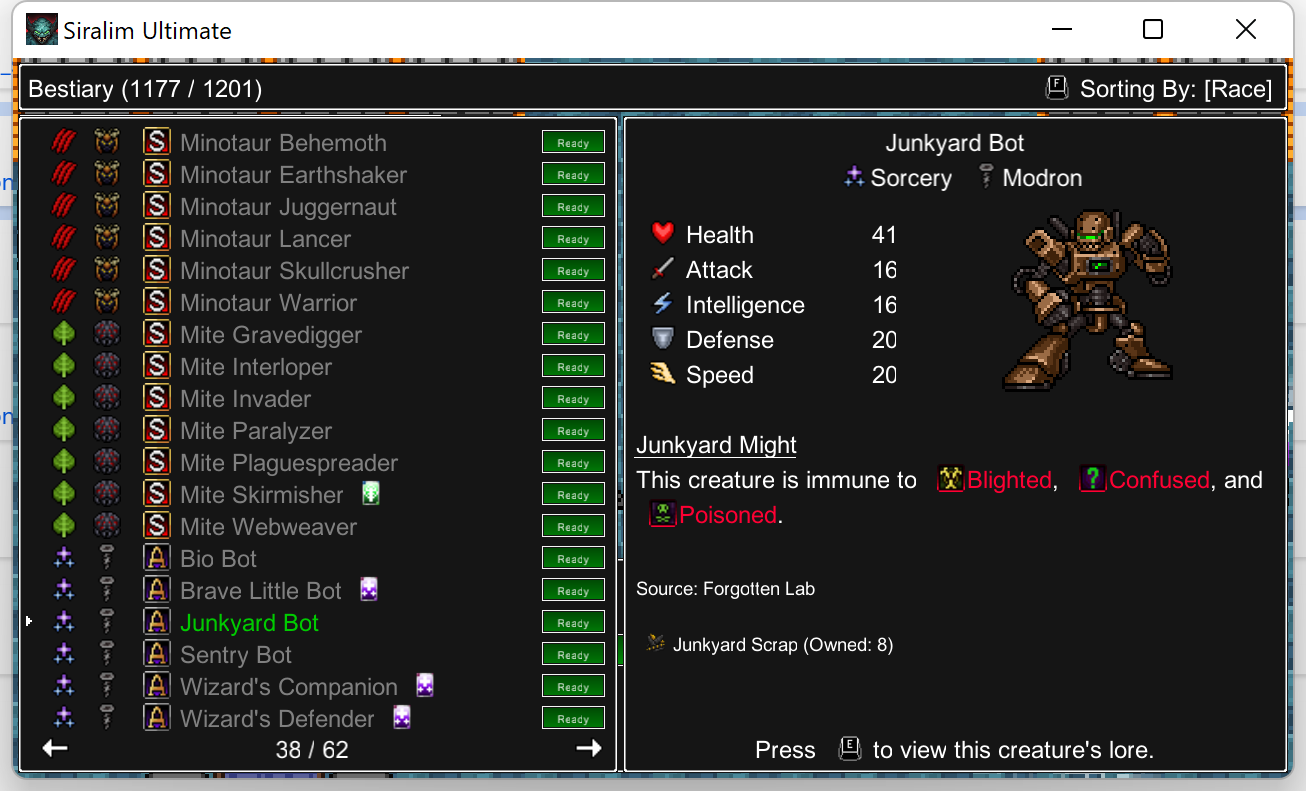 Siralim Ultimate
Bestiary (1177 / 1201)
F Sorting By: [Race]
S Minotaur Behemoth Ready
S Minotaur Earthshaker Ready
S Minotaur Juggernaut Ready
S Minotaur Lancer Ready
S Minotaur Skullcrusher Ready
S Minotaur Warrior Ready
S Mite Gravedigger Ready
S Mite Interloper Ready
S Mite Invader Ready
S Mite Paralyzer Ready
S Mite Plaguespreader Ready
S Mite Skirmisher Ready
S Mite Webweaver Ready
A Bio Bot Ready
A Brave Little Bot Ready
A Junkyard Bot Ready
A Sentry Bot Ready
A Wizard's Companion Ready
A Wizard's Defender Ready
38 / 62
Junkyard Bot
Sorcery Modron
Health 41
Attack 16
Intelligence 16
Defense 20
Speed 20
Junkyard Might
This creature is immune to Blighted, ? Confused, and
Poisoned.
Source: Forgotten Lab
Junkyard Scrap (Owned: 8)
Press E to view this creature's lore.